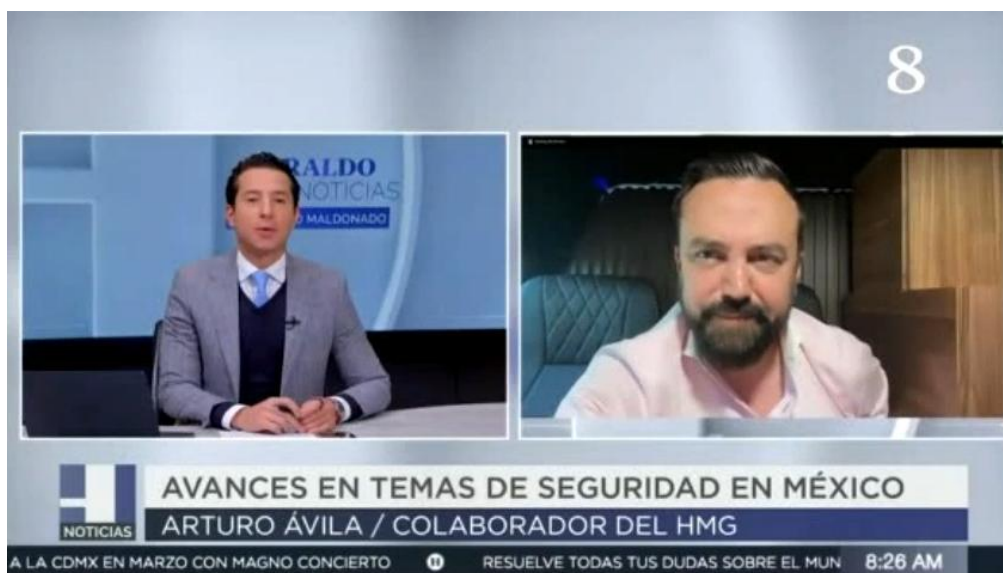 8
RALDO
NOTICIAS
O MALDONADO
AVANCES EN TEMAS DE SEGURIDAD EN MÉXICO
NOTICIAS
ARTURO ÁVILA / COLABORADOR DEL HMG
A LA CDMX EN MARZO CON MAGNO CONCIERTO
RESUELVE TODAS TUS DUDAS SOBRE EL MUN
8:26 AM